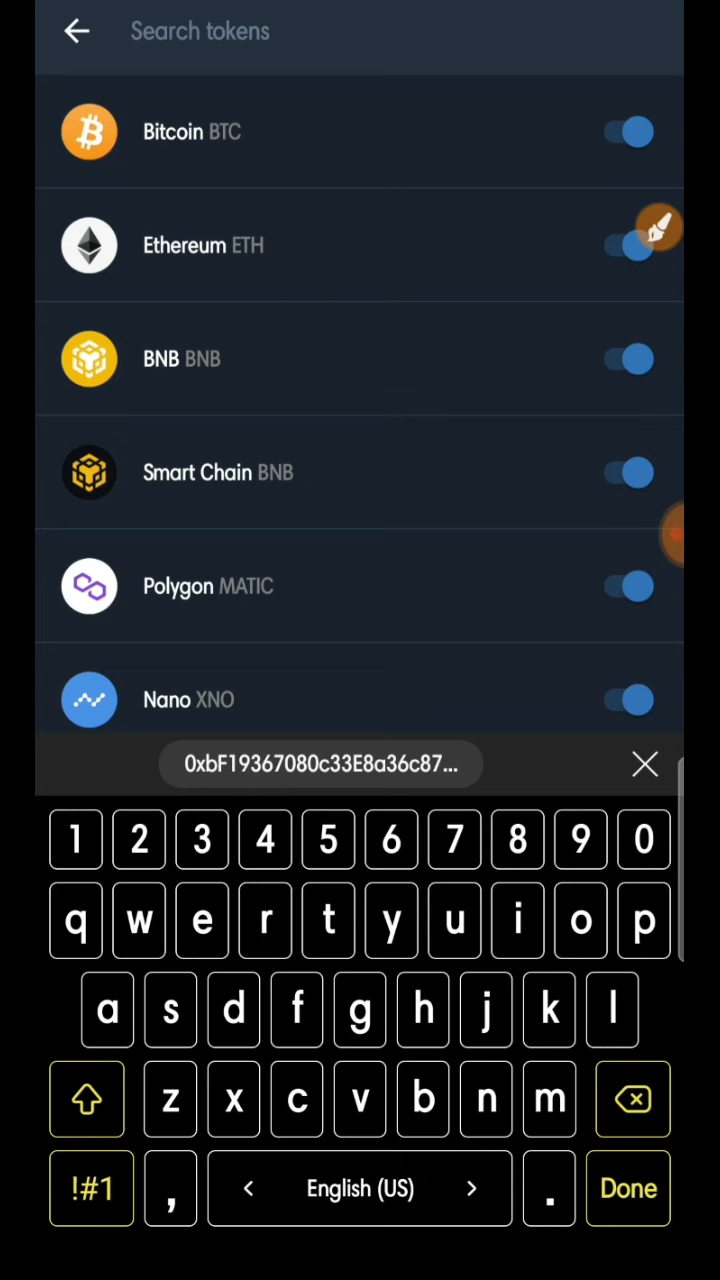 Search tokens
Bitcoin BTC
Ethereum ETH
BNB BNB
Smart Chain BNB
Polygon MATIC
Nano XNO
0xbF19367080c33E8a36c87...
1 2 3 4 5 6 7 8 9 0
q w e r t y u i o p
a s d f g h j k l
z x c v b n m
!#1 , < English (US) > . Done